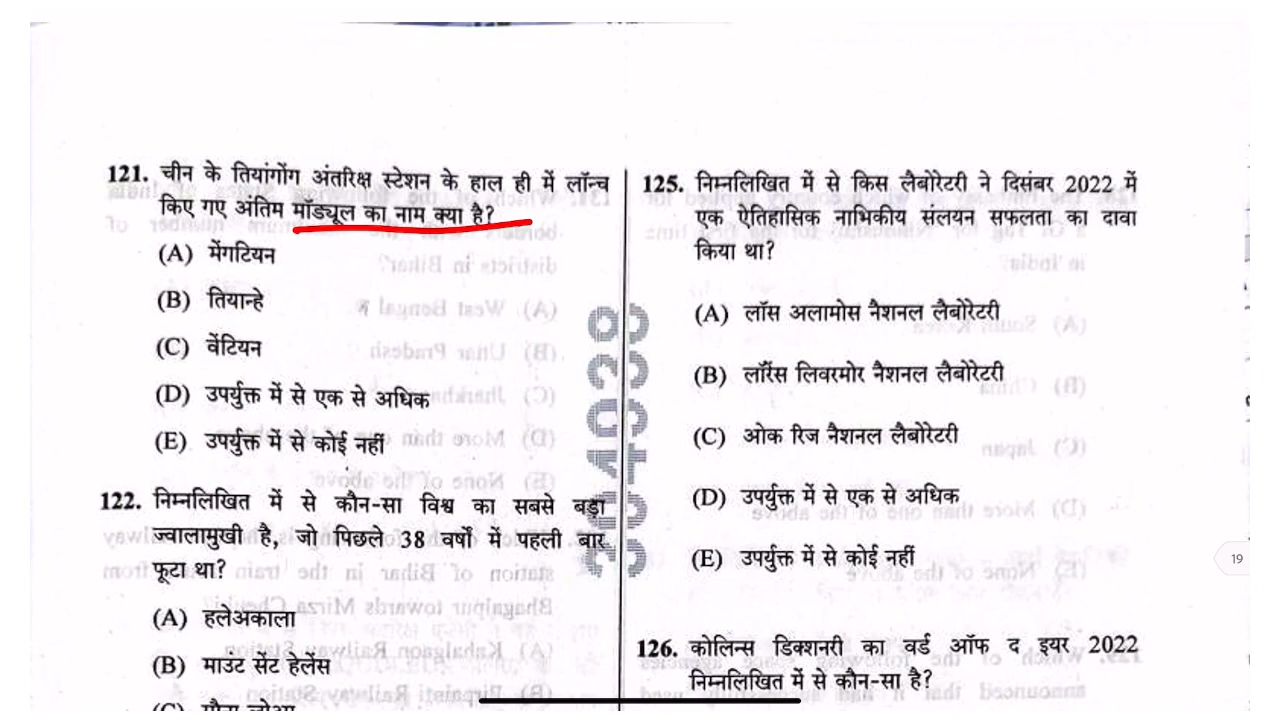 121. चीन के तियांगोंग अंतरिक्ष स्टेशन के हाल ही में लॉन्च
किए गए अंतिम मॉड्यूल का नाम क्या है?
(A) मेंगटियन
(B) तियान्हे
(C) वेंटियन
(D) उपर्युक्त में से एक से अधिक
(E) उपर्युक्त में से कोई नहीं
122. निम्नलिखित में से कौन-सा विश्व का सबसे बड़ा
ज्वालामुखी है, जो पिछले 38 वर्षों में पहली बार
फूटा था?
(A) हलेअकाला
(B) माउंट सेंट हेलेंस
125. निम्नलिखित में से किस लैबोरेटरी ने दिसंबर 2022 में
एक ऐतिहासिक नाभिकीय संलयन सफलता का दावा
किया था?
(A) लॉस अलामोस नैशनल लैबोरेटरी
(B) लॉरेंस लिवरमोर नैशनल लैबोरेटरी
(C) ओक रिज नैशनल लैबोरेटरी
(D) उपर्युक्त में से एक से अधिक
(E) उपर्युक्त में से कोई नहीं
126. कोलिन्स डिक्शनरी का वर्ड ऑफ द इयर 2022
निम्नलिखित में से कौन-सा है?
19